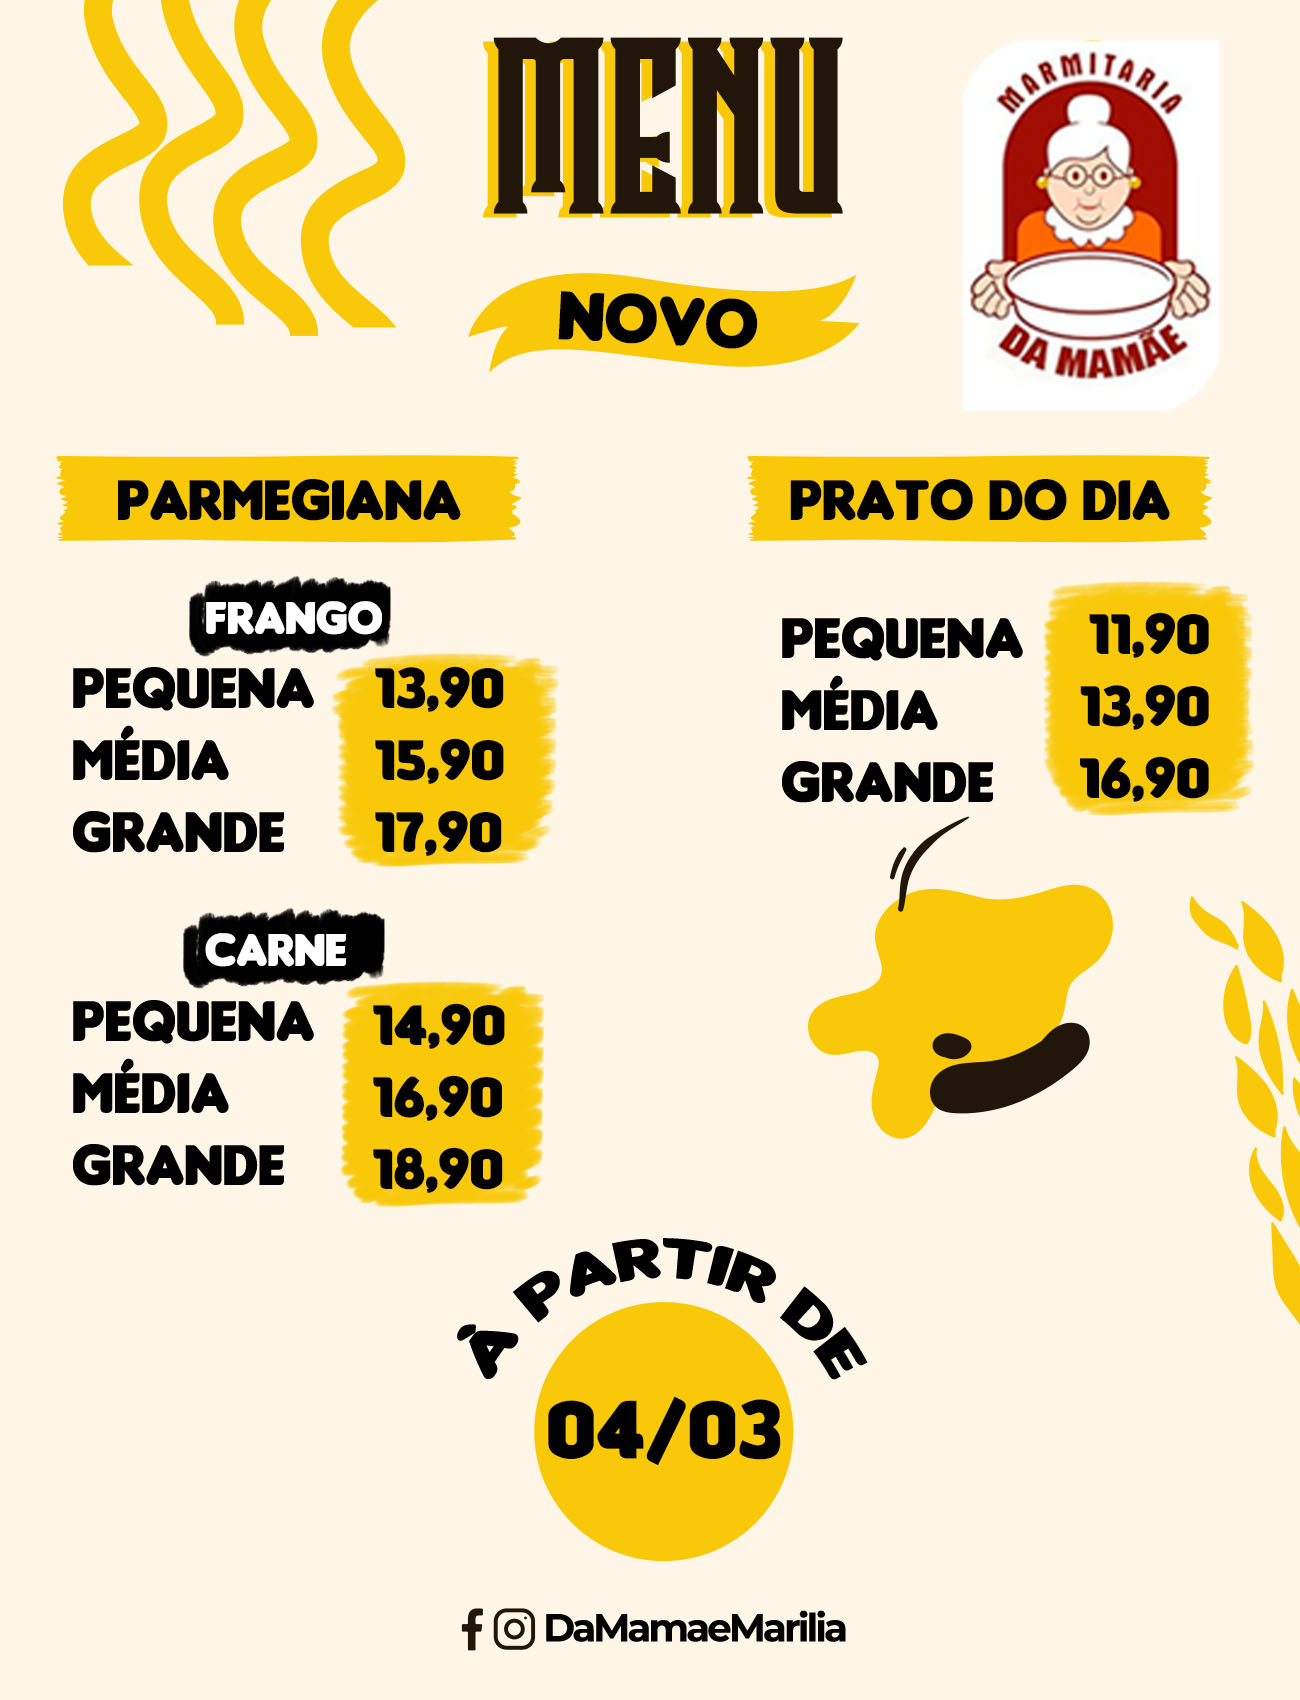 MENU
NOVO
MARMITARIA
DA MAMÃE
PARMEGIANA
FRANGO
PEQUENA 13,90
MÉDIA 15,90
GRANDE 17,90
CARNE
PEQUENA 14,90
MÉDIA 16,90
GRANDE 18,90
PRATO DO DIA
PEQUENA 11,90
MÉDIA 13,90
GRANDE 16,90
À PARTIR DE
04/03
DaMamaeMarilia